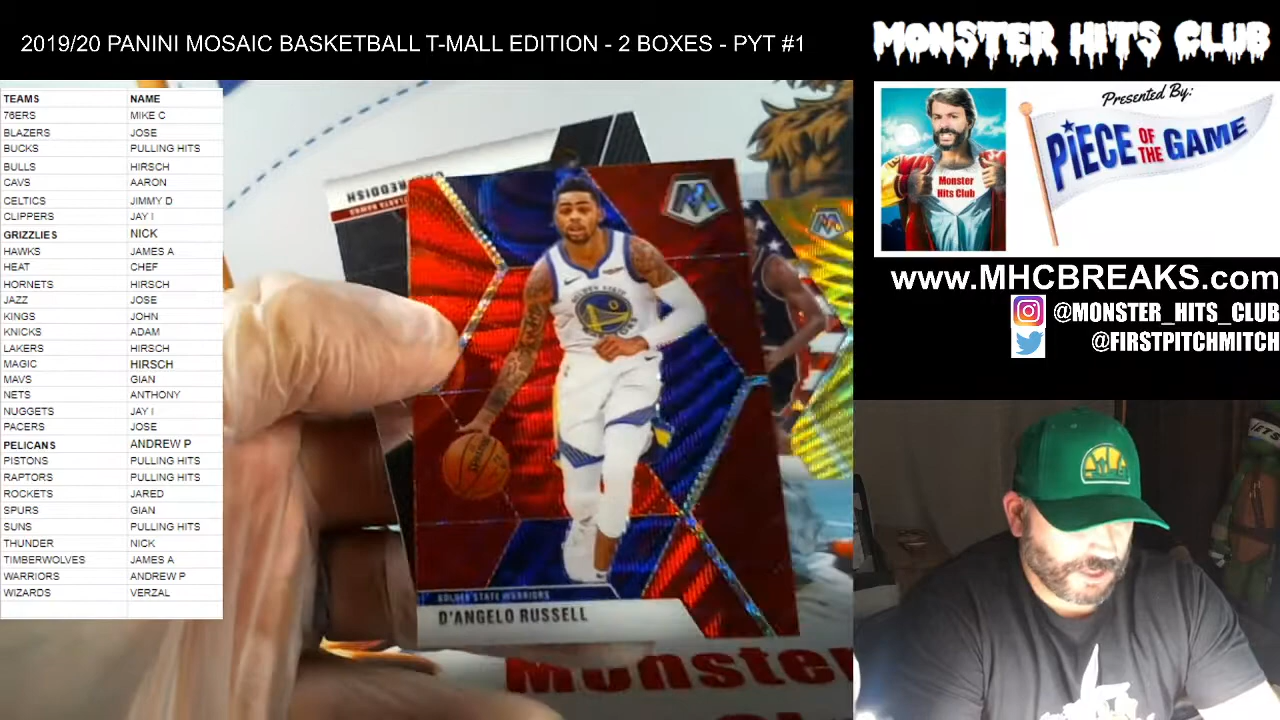 2019/20 PANINI MOSAIC BASKETBALL T-MALL EDITION - 2 BOXES - PYT #1
MONSTER HITS CLUB
TEAMS NAME
76ERS MIKE C
BLAZERS JOSE
BUCKS PULLING HITS
BULLS HIRSCH
CAVS AARON
CELTICS JIMMY D
CLIPPERS JAY I
GRIZZLIES NICK
HAWKS JAMES A
HEAT CHEF
HORNETS HIRSCH
JAZZ JOSE
KINGS JOHN
KNICKS ADAM
LAKERS HIRSCH
MAGIC HIRSCH
MAVS GIAN
NETS ANTHONY
NUGGETS JAY I
PACERS JOSE
PELICANS ANDREW P
PISTONS PULLING HITS
RAPTORS PULLING HITS
ROCKETS JARED
SPURS GIAN
SUNS PULLING HITS
THUNDER NICK
TIMBERWOLVES JAMES A
WARRIORS ANDREW P
WIZARDS VERZAL
REDDISH
GOLDEN STATE WARRIORS
D'ANGELO RUSSELL
Monster
Monster
Hits Club
Presented By:
PIECE OF THE GAME
www.MHCBREAKS.com
@MONSTER_HITS_CLUB
@FIRSTPITCHMITCH